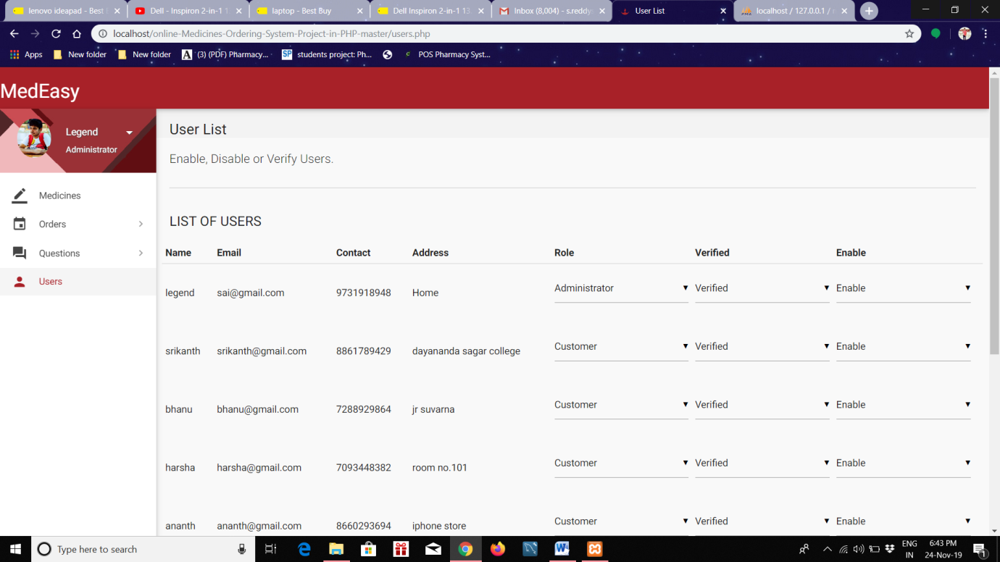 lenovo ideapad - Best Dell - Inspiron 2-in-1 1 laptop - Best Buy Dell Inspiron 2-in-1 13 Inbox (8,004) - s.reddy User List localhost / 127.0.0.1 /
localhost/online-Medicines-Ordering-System-Project-in-PHP-master/users.php
Apps New folder New folder A (3) (PDF) Pharmacy... SP students project: Ph... POS Pharmacy Syst...
MedEasy
Legend
Administrator
Medicines
Orders
Questions
Users
User List
Enable, Disable or Verify Users.
LIST OF USERS
Name Email Contact Address Role Verified Enable
legend sai@gmail.com 9731918948 Home Administrator Verified Enable
srikanth srikanth@gmail.com 8861789429 dayananda sagar college Customer Verified Enable
bhanu bhanu@gmail.com 7288929864 jr suvarna Customer Verified Enable
harsha harsha@gmail.com 7093448382 room no.101 Customer Verified Enable
ananth ananth@gmail.com 8660293694 iphone store Customer Verified Enable
Type here to search
ENG 6:43 PM
IN 24-Nov-19 1